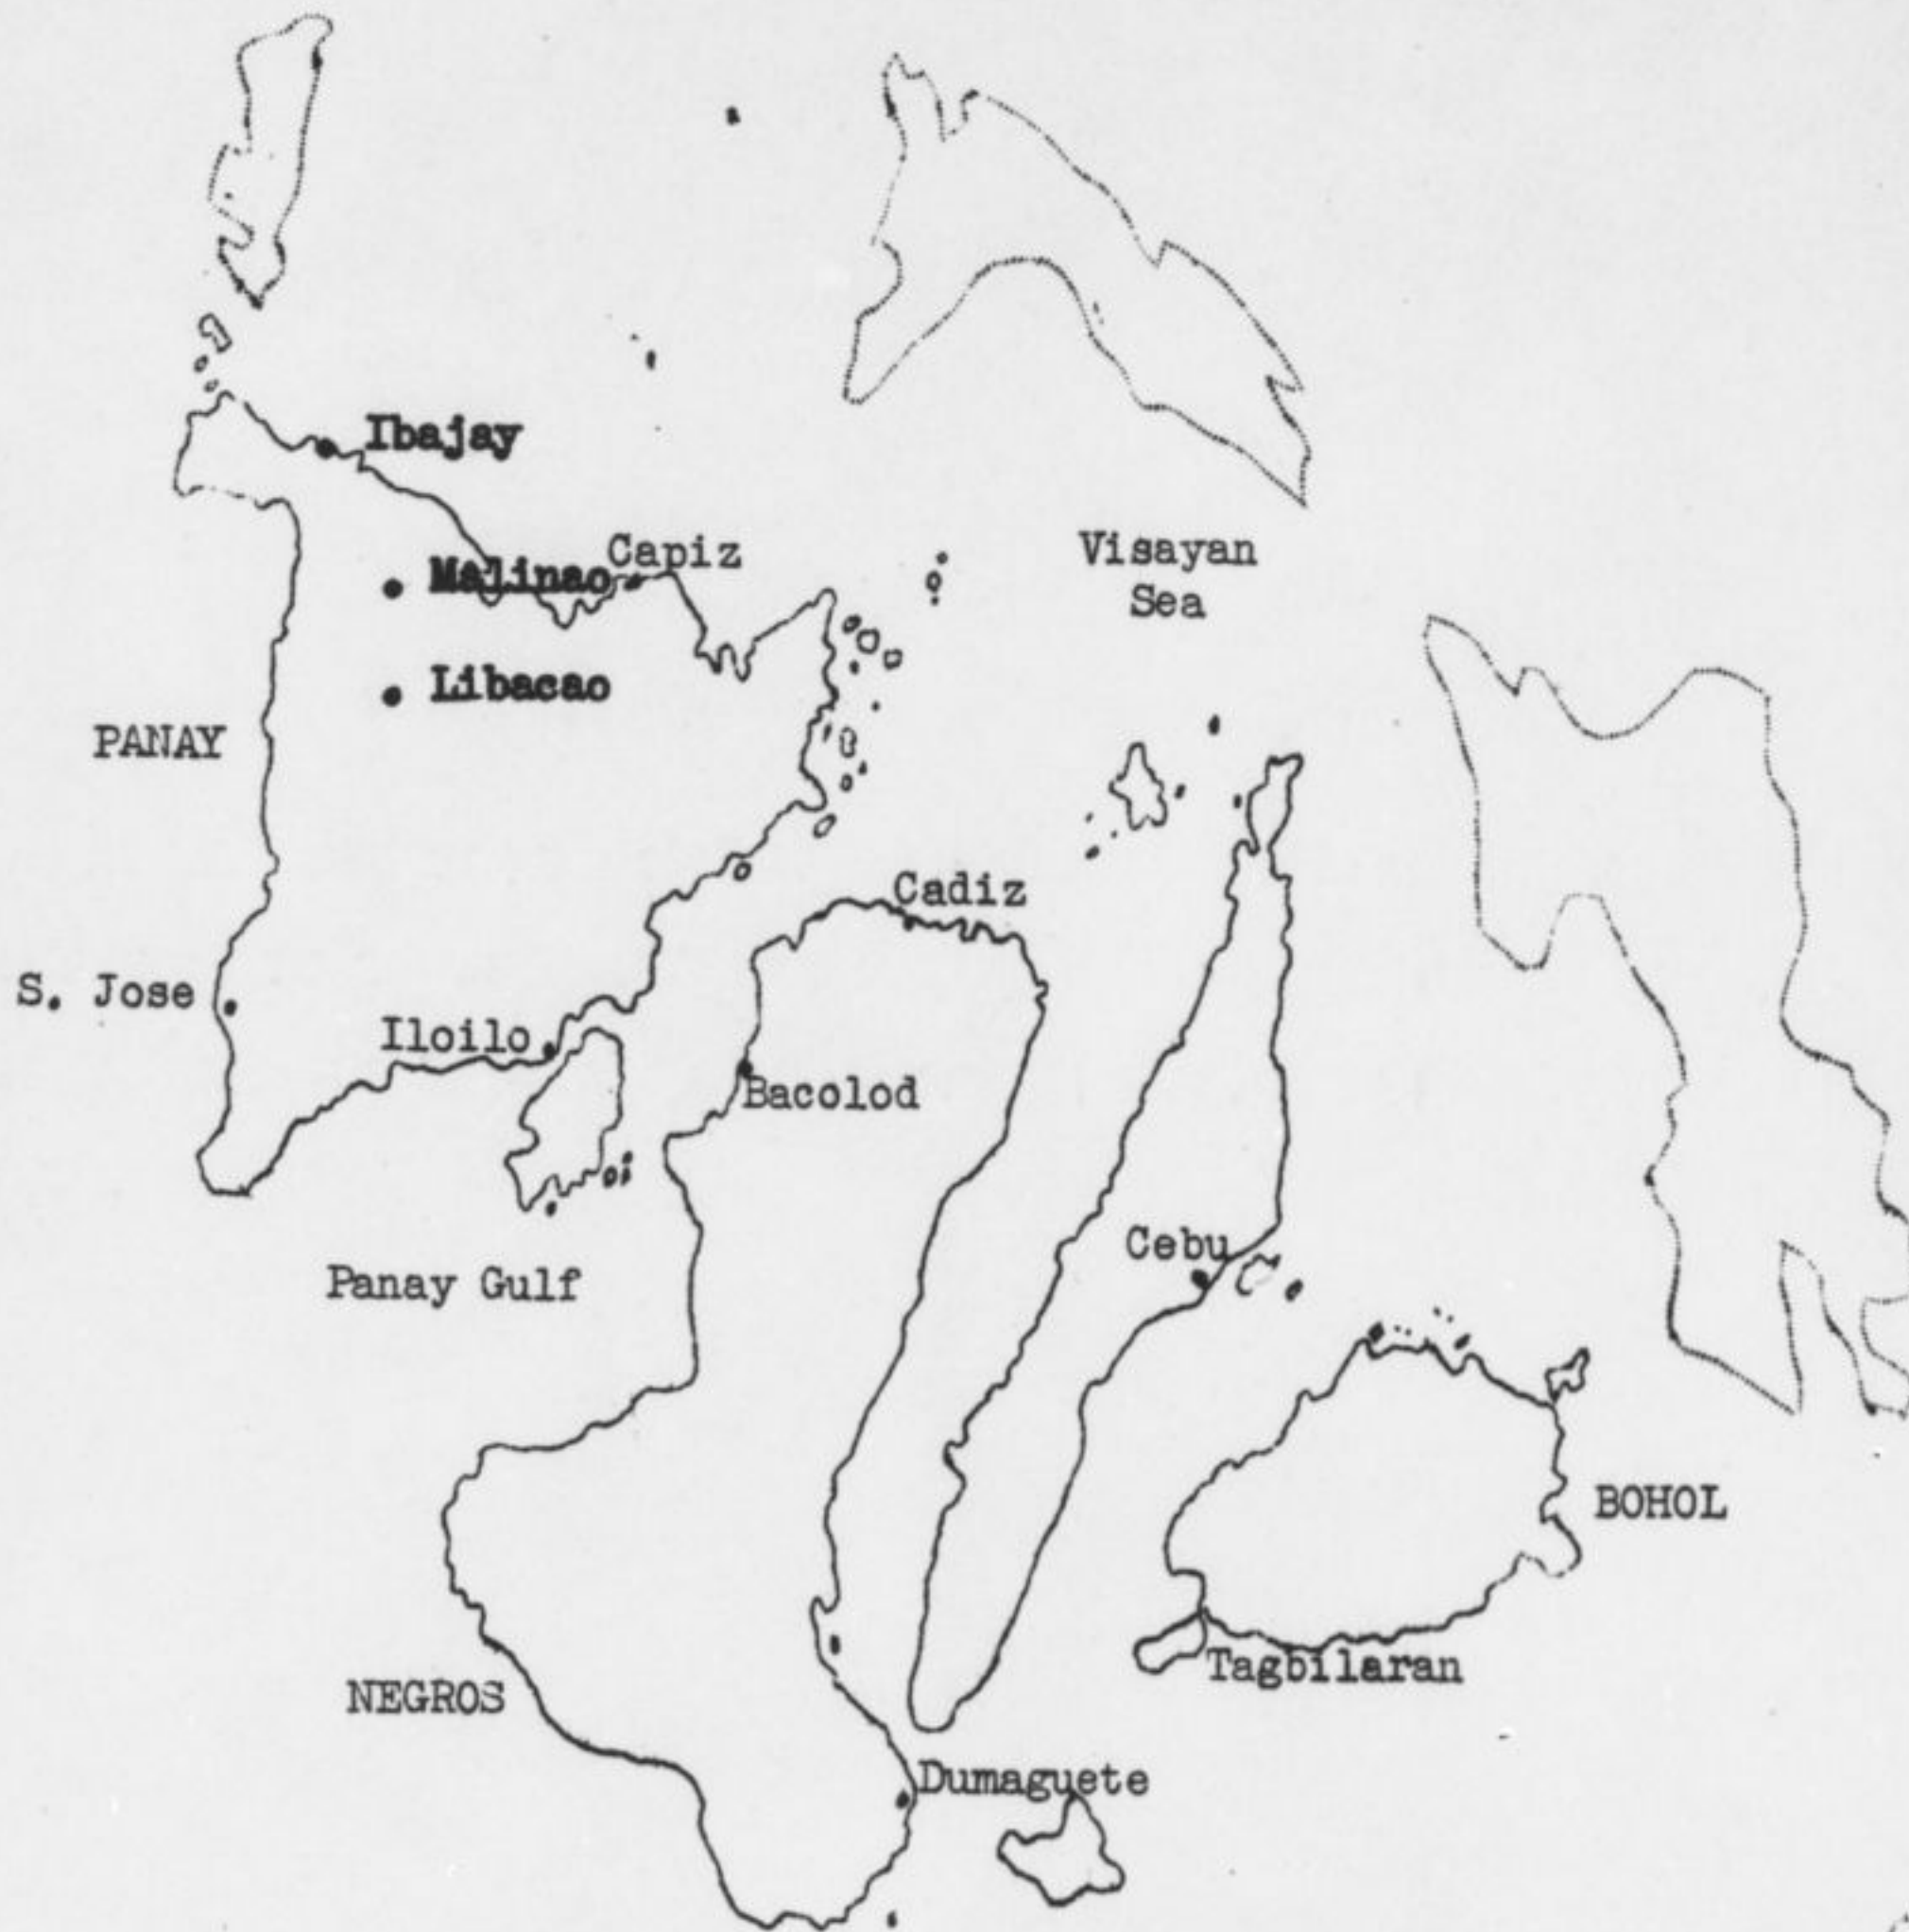 Ibajay
Capiz
Visayan
Sea
Malinao
Libacao
PANAY
Cadiz
S. Jose
Iloilo
Bacolod
Cebu
Panay Gulf
BOHOL
Tagbilaran
NEGROS
Dumaguete